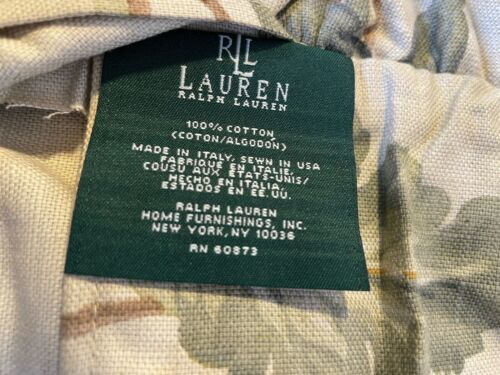 RLL
LAUREN
RALPH LAUREN
100% COTTON
(COTON/ALGODON)
MADE IN ITALY, SEWN IN USA
FABRIQUE EN ITALIE,
COUSU AUX ÉTATS-UNIS/
HECHO EN ITALIA,
ESTADOS EN EE.UU.
RALPH LAUREN
HOME FURNISHINGS, INC.
NEW YORK, NY 10036
RN 60873